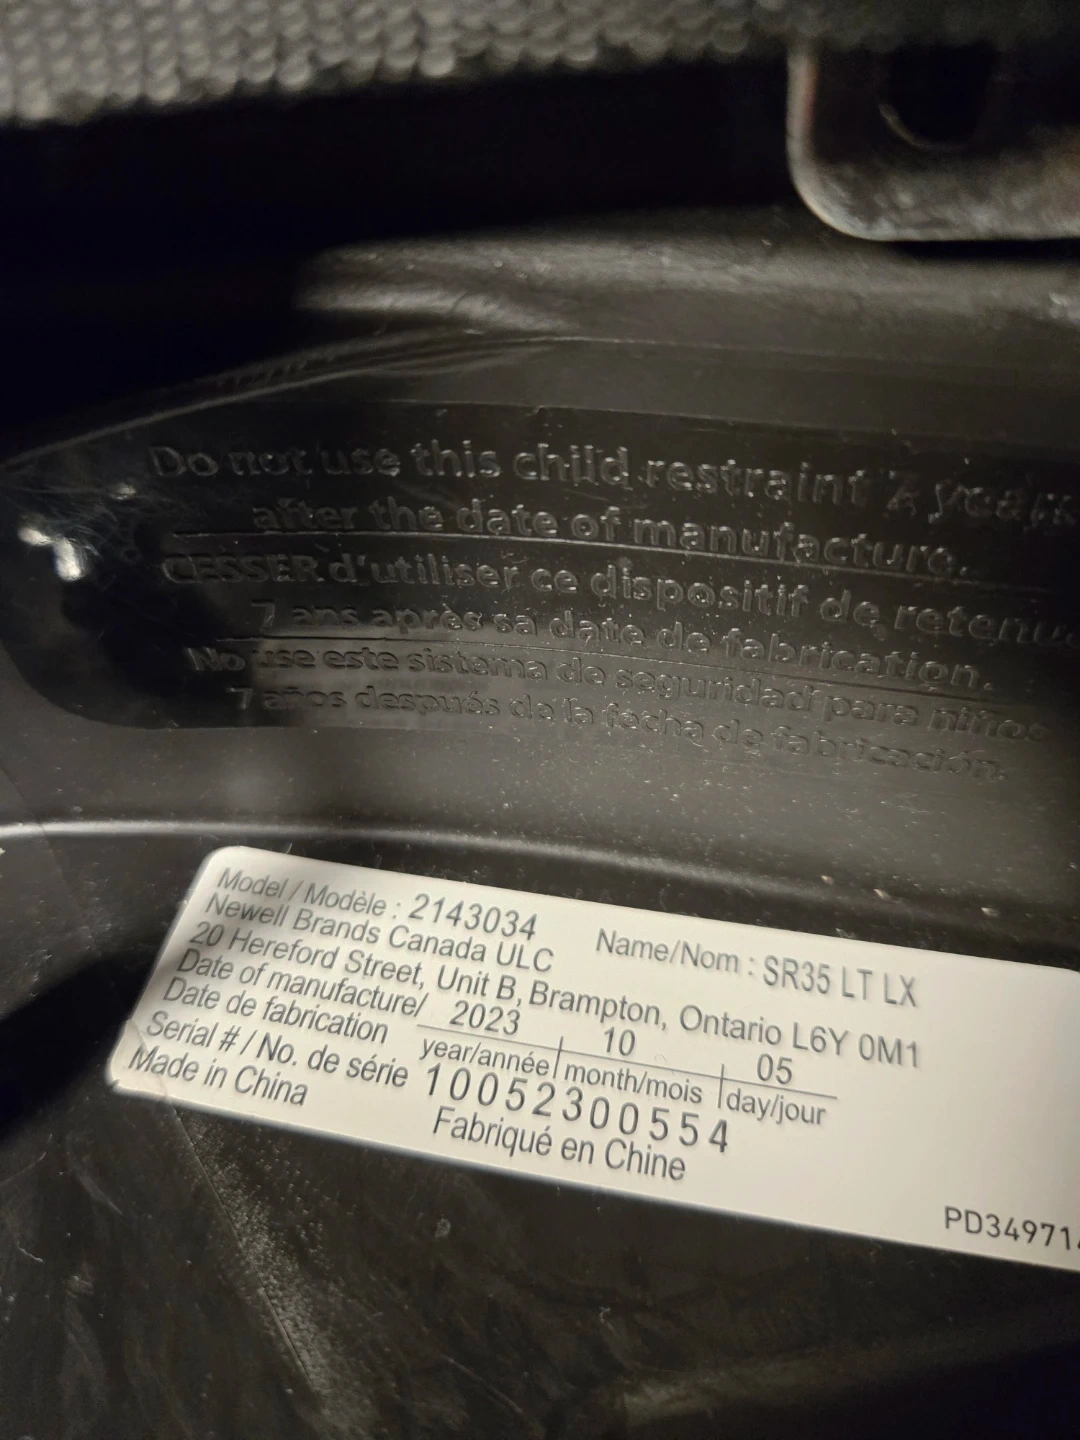 Do not use this child restraint 7 years
after the date of manufacture.
CESSER d'utiliser ce dispositif de retenue
7 ans après sa date de fabrication.
No use este sistema de seguridad para niños
7 años después de la fecha de fabricación.
Model / Modèle : 2143034 Name/Nom : SR35 LT LX
Newell Brands Canada ULC
20 Hereford Street, Unit B, Brampton, Ontario L6Y 0M1
Date of manufacture/ 2023 10 05
Date de fabrication year/année month/mois day/jour
Serial # / No. de série 10052300554
Made in China Fabriqué en Chine